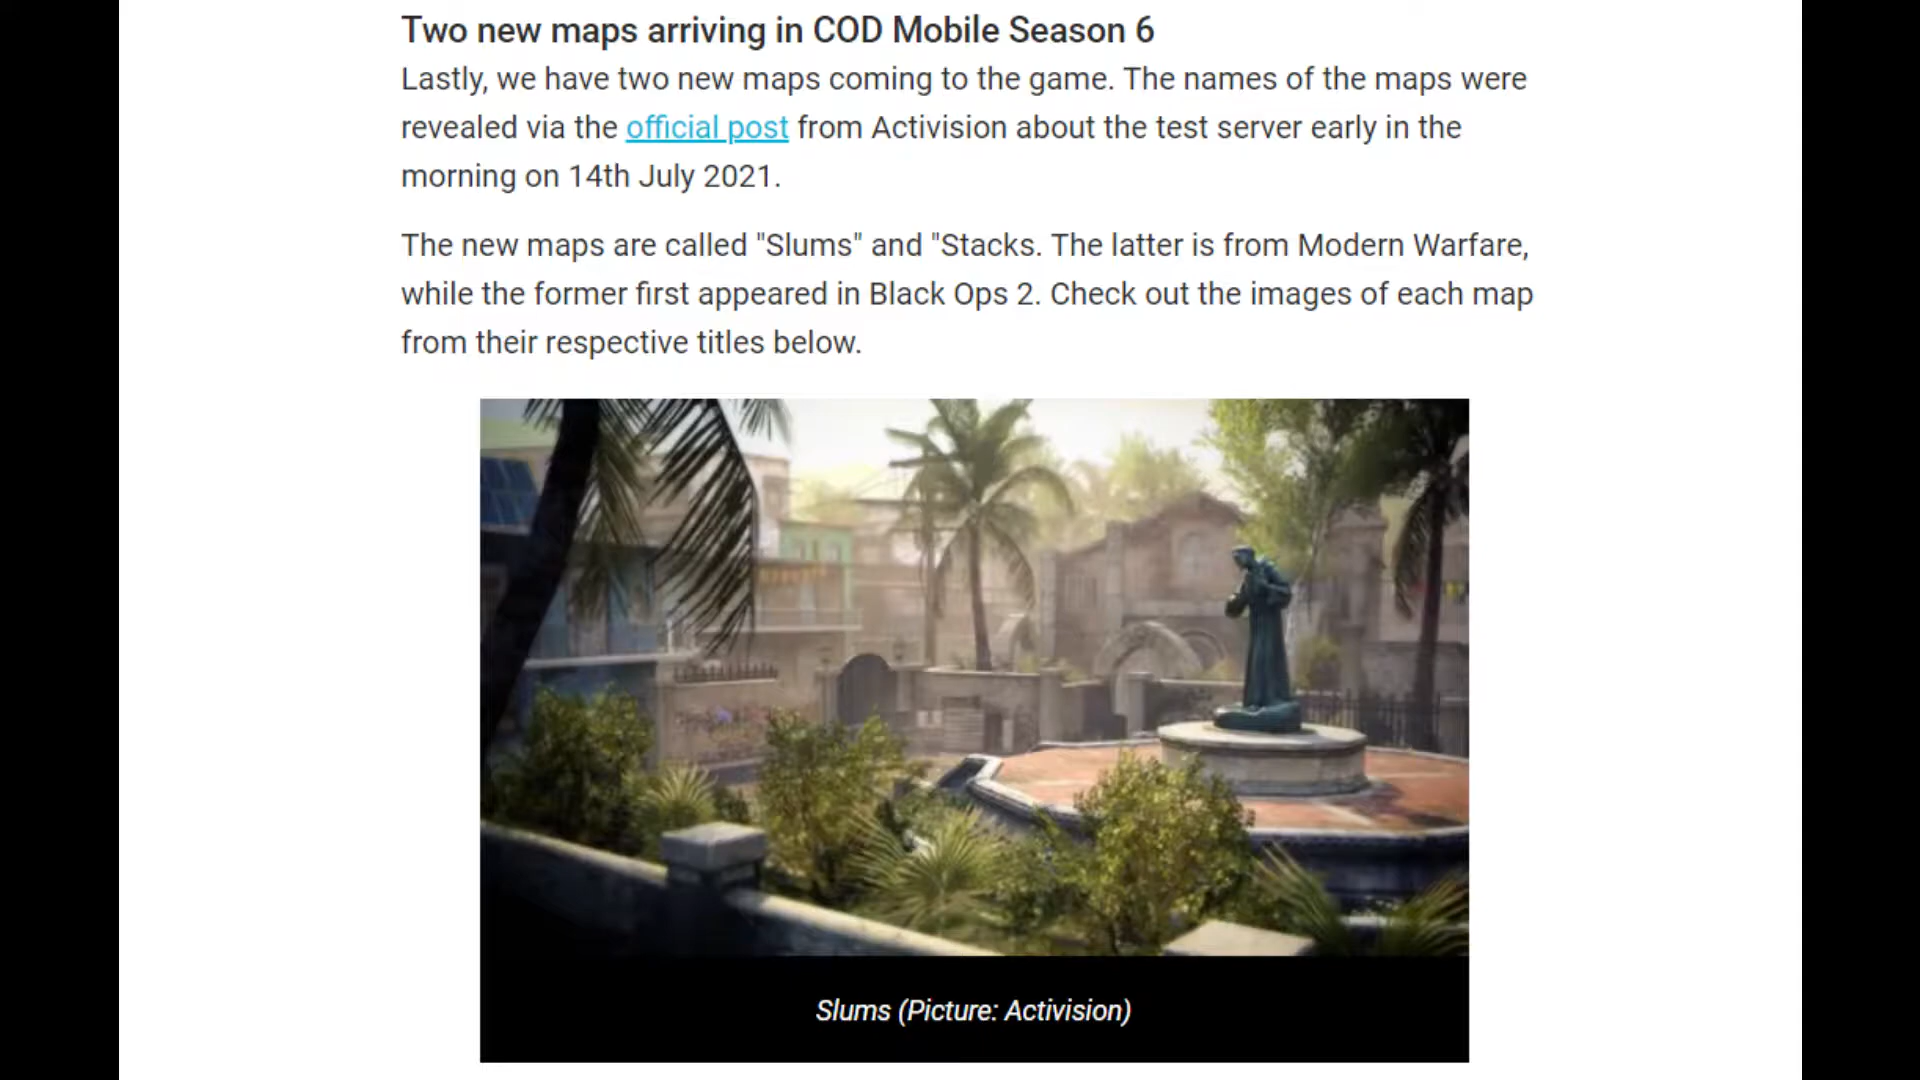 Two new maps arriving in COD Mobile Season 6
Lastly, we have two new maps coming to the game. The names of the maps were
revealed via the official post from Activision about the test server early in the
morning on 14th July 2021.
The new maps are called "Slums" and "Stacks. The latter is from Modern Warfare,
while the former first appeared in Black Ops 2. Check out the images of each map
from their respective titles below.
Slums (Picture: Activision)